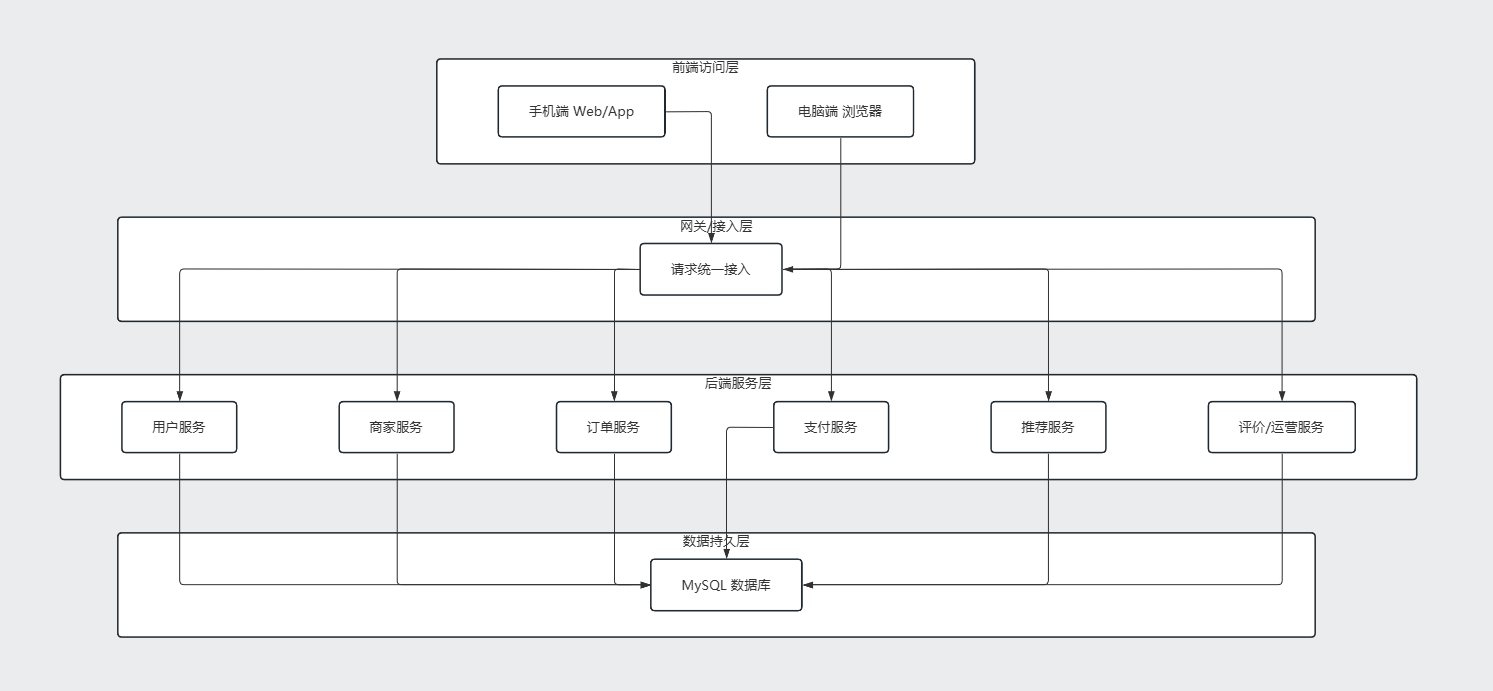 前端访问层
手机端 Web/App
电脑端 浏览器
网关/接入层
请求统一接入
后端服务层
用户服务
商家服务
订单服务
支付服务
推荐服务
评价/运营服务
数据持久层
MySQL 数据库